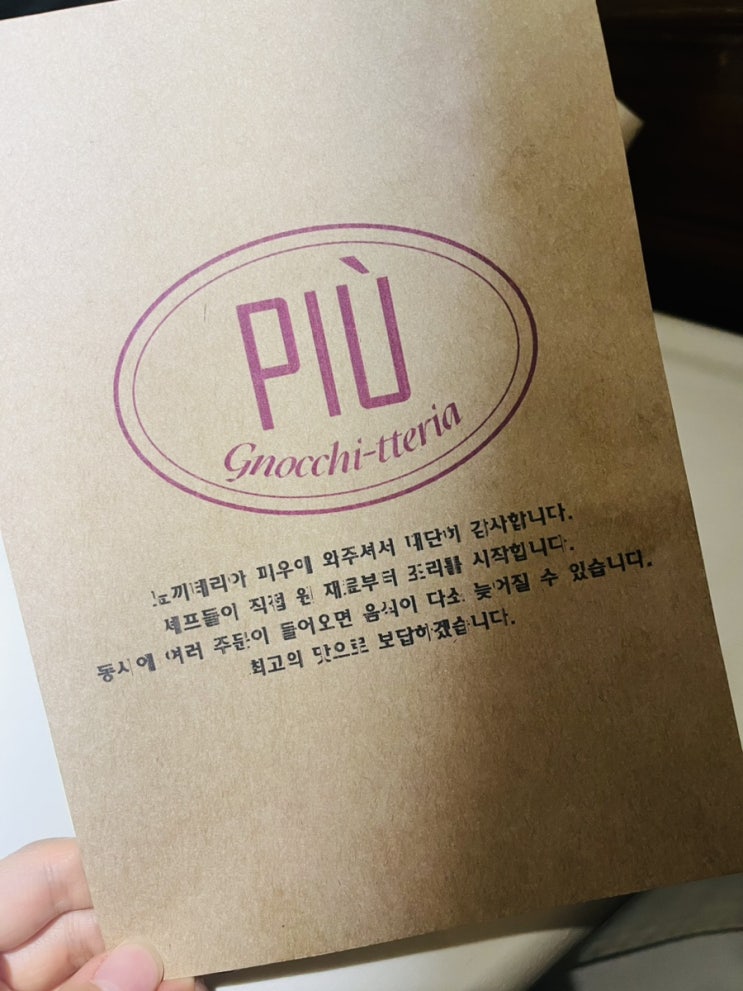 PIÙ
Gnocchi-tteria
뇨끼떼리아 피우에 와주셔서 대단히 감사합니다.
셰프들이 직접 원 재료부터 조리를 시작합니다.
동시에 여러 주문이 들어오면 음식이 다소 늦어질 수 있습니다.
최고의 맛으로 보답하겠습니다.